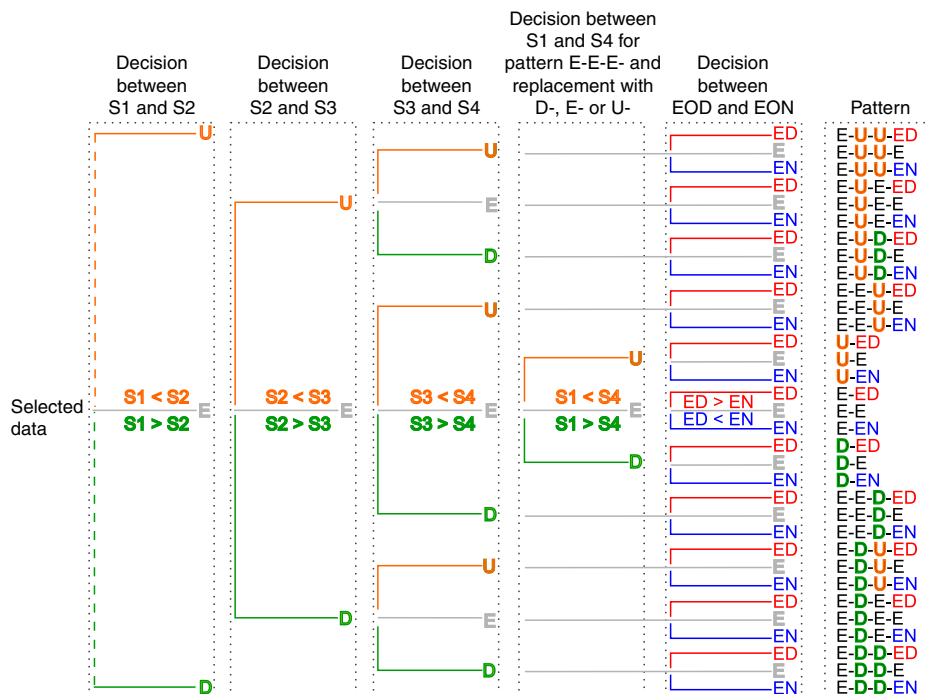 Decision
between
S1 and S2
Decision
between
S2 and S3
Decision
between
S3 and S4
Decision between
S1 and S4 for
pattern E-E-E- and
replacement with
D-, E- or U-
Decision
between
EOD and EON
Pattern
Selected
data
U
S1 < S2
E
S1 > S2
D
U
S2 < S3
E
S2 > S3
D
U
E
D
U
S3 < S4
E
S3 > S4
D
U
E
D
U
S1 < S4
E
S1 > S4
D
ED
E
EN
ED
E
EN
ED
E
EN
ED
E
EN
ED
E
EN
ED
ED > EN
E
ED < EN
EN
ED
E
EN
ED
E
EN
ED
E
EN
ED
E
EN
ED
E
EN
E-U-U-ED
E-U-U-E
E-U-U-EN
E-U-E-ED
E-U-E-E
E-U-E-EN
E-U-D-ED
E-U-D-E
E-U-D-EN
E-E-U-ED
E-E-U-E
E-E-U-EN
U-ED
U-E
U-EN
E-ED
E-E
E-EN
D-ED
D-E
D-EN
E-E-D-ED
E-E-D-E
E-E-D-EN
E-D-U-ED
E-D-U-E
E-D-U-EN
E-D-E-ED
E-D-E-E
E-D-E-EN
E-D-D-ED
E-D-D-E
E-D-D-EN